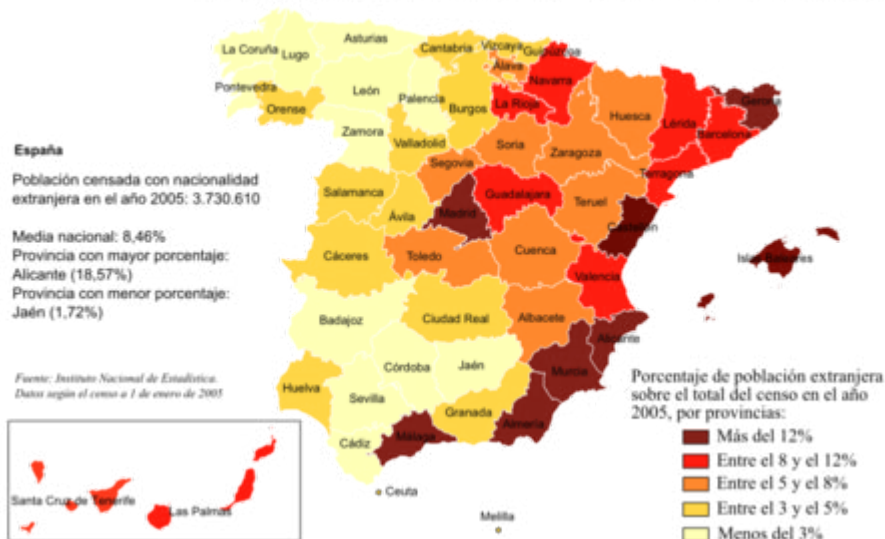 La Coruña
Lugo
Asturias
Cantabria
Vizcaya
Guipúzcoa
Álava
Navarra
Pontevedra
Orense
León
Palencia
Burgos
La Rioja
Huesca
Lérida
Gerona
Barcelona
Zamora
Valladolid
Soria
Zaragoza
Tarragona
Segovia
Salamanca
Ávila
Madrid
Guadalajara
Teruel
Castellón
Islas Baleares
Cáceres
Toledo
Cuenca
Valencia
Badajoz
Ciudad Real
Albacete
Alicante
Córdoba
Jaén
Murcia
Huelva
Sevilla
Granada
Almería
Cádiz
Málaga
Ceuta
Melilla
España
Población censada con nacionalidad
extranjera en el año 2005: 3.730.610
Media nacional: 8,46%
Provincia con mayor porcentaje:
Alicante (18,57%)
Provincia con menor porcentaje:
Jaén (1,72%)
Fuente: Instituto Nacional de Estadística.
Datos según el censo a 1 de enero de 2005
Santa Cruz de Tenerife
Las Palmas
Porcentaje de población extranjera
sobre el total del censo en el año
2005, por provincias:
Más del 12%
Entre el 8 y el 12%
Entre el 5 y el 8%
Entre el 3 y el 5%
Menos del 3%